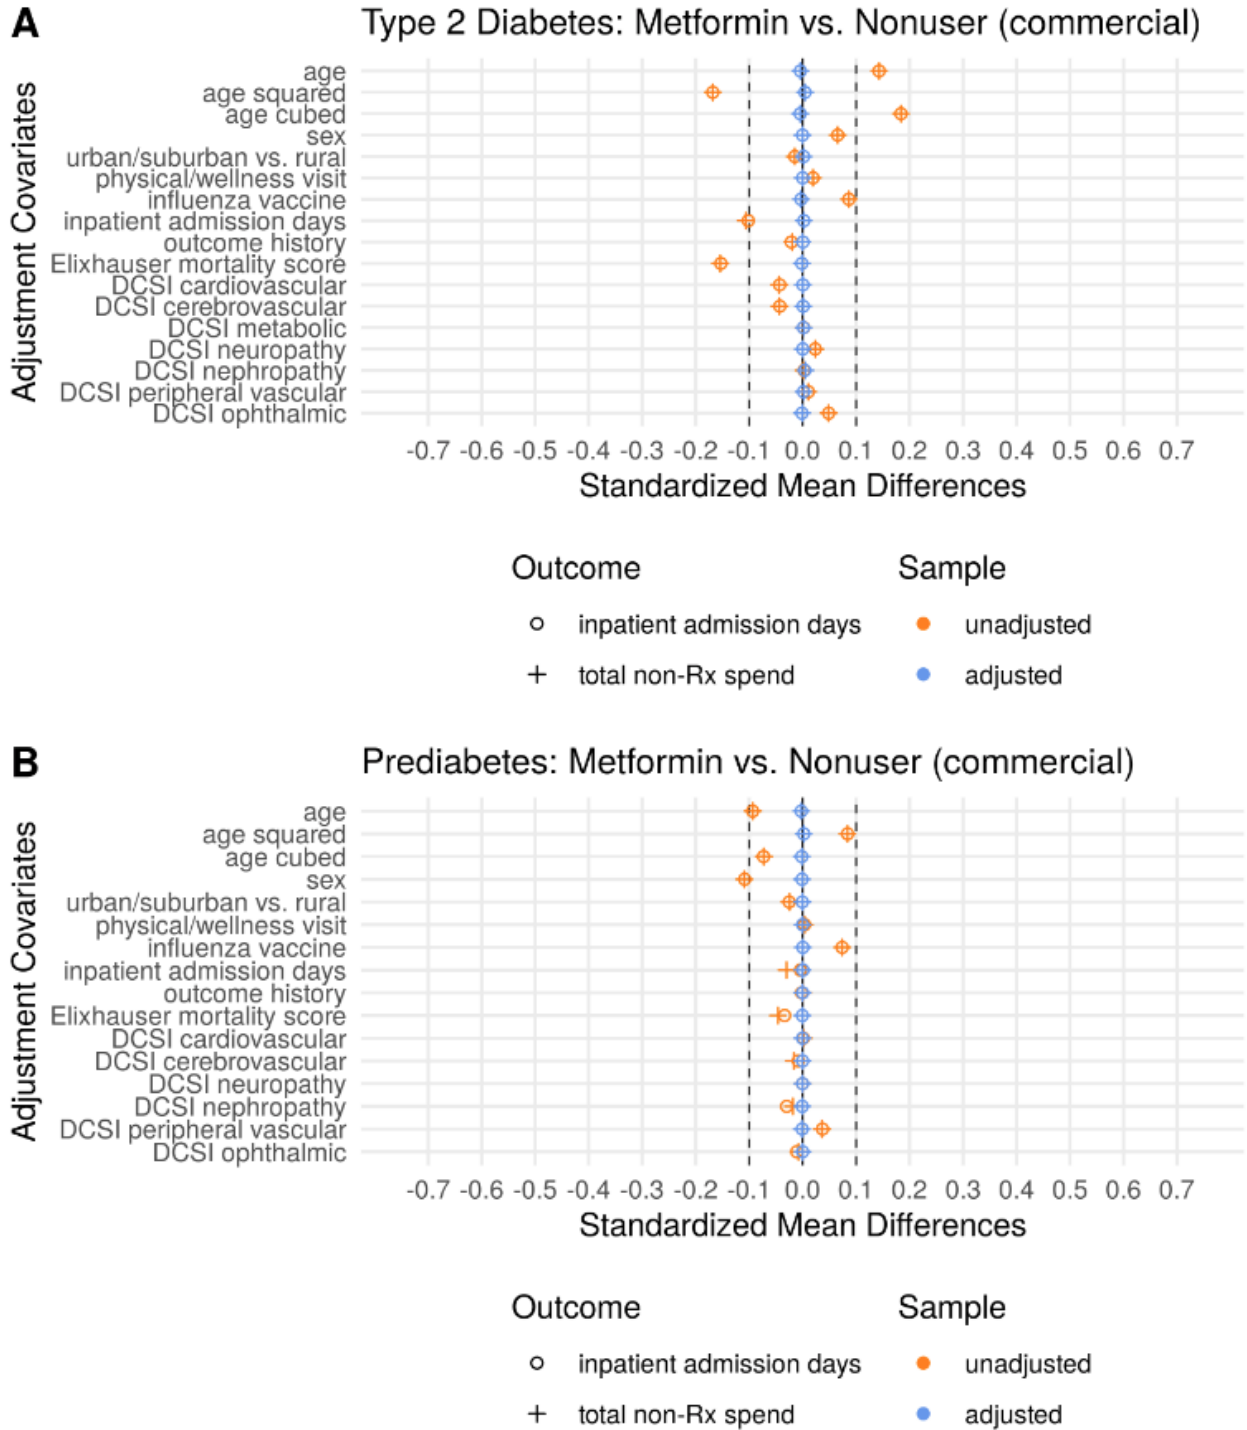 A
Type 2 Diabetes: Metformin vs. Nonuser (commercial)
Adjustment Covariates
age
age squared
age cubed
sex
urban/suburban vs. rural
physical/wellness visit
influenza vaccine
inpatient admission days
outcome history
Elixhauser mortality score
DCSI cardiovascular
DCSI cerebrovascular
DCSI metabolic
DCSI neuropathy
DCSI nephropathy
DCSI peripheral vascular
DCSI ophthalmic
-0.7 -0.6 -0.5 -0.4 -0.3 -0.2 -0.1 0.0 0.1 0.2 0.3 0.4 0.5 0.6 0.7
Standardized Mean Differences
Outcome
inpatient admission days
total non-Rx spend
Sample
unadjusted
adjusted
B
Prediabetes: Metformin vs. Nonuser (commercial)
Adjustment Covariates
age
age squared
age cubed
sex
urban/suburban vs. rural
physical/wellness visit
influenza vaccine
inpatient admission days
outcome history
Elixhauser mortality score
DCSI cardiovascular
DCSI cerebrovascular
DCSI neuropathy
DCSI nephropathy
DCSI peripheral vascular
DCSI ophthalmic
-0.7 -0.6 -0.5 -0.4 -0.3 -0.2 -0.1 0.0 0.1 0.2 0.3 0.4 0.5 0.6 0.7
Standardized Mean Differences
Outcome
inpatient admission days
total non-Rx spend
Sample
unadjusted
adjusted